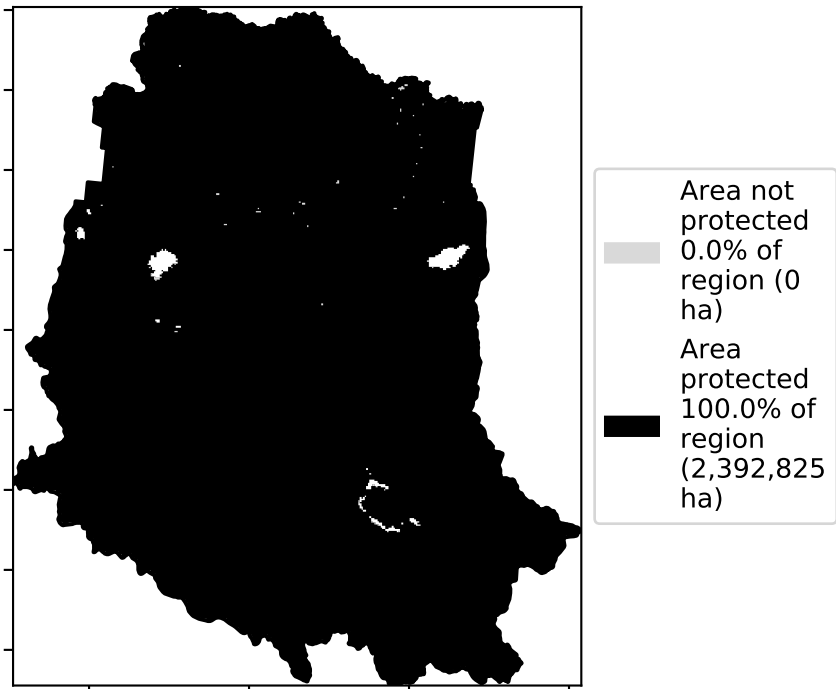 Area not
protected
0.0% of
region (0
ha)
Area
protected
100.0% of
region
(2,392,825
ha)